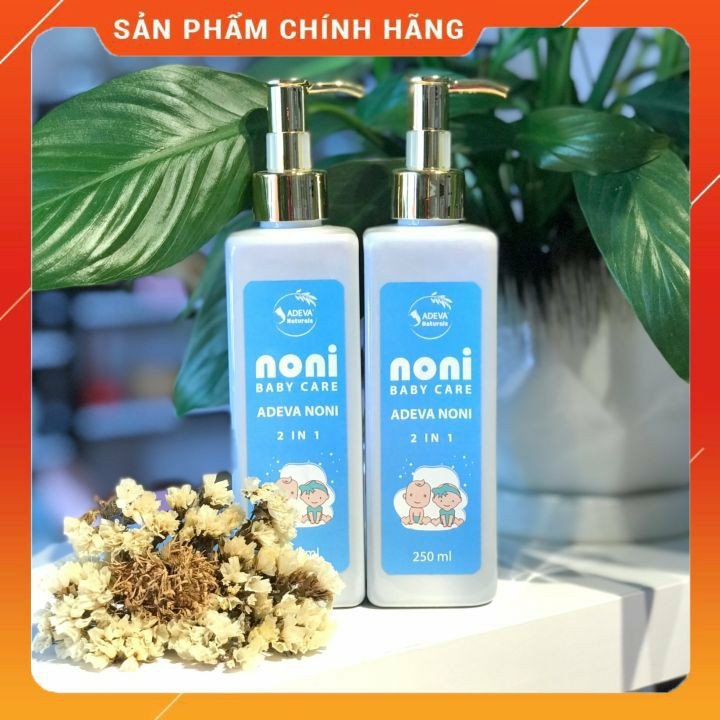 SẢN PHẨM CHÍNH HÃNG
ADEVA
Naturals
noni
BABY CARE
ADEVA NONI
2 IN 1
ml
ADEVA
Naturals
noni
BABY CARE
ADEVA NONI
2 IN 1
250 ml